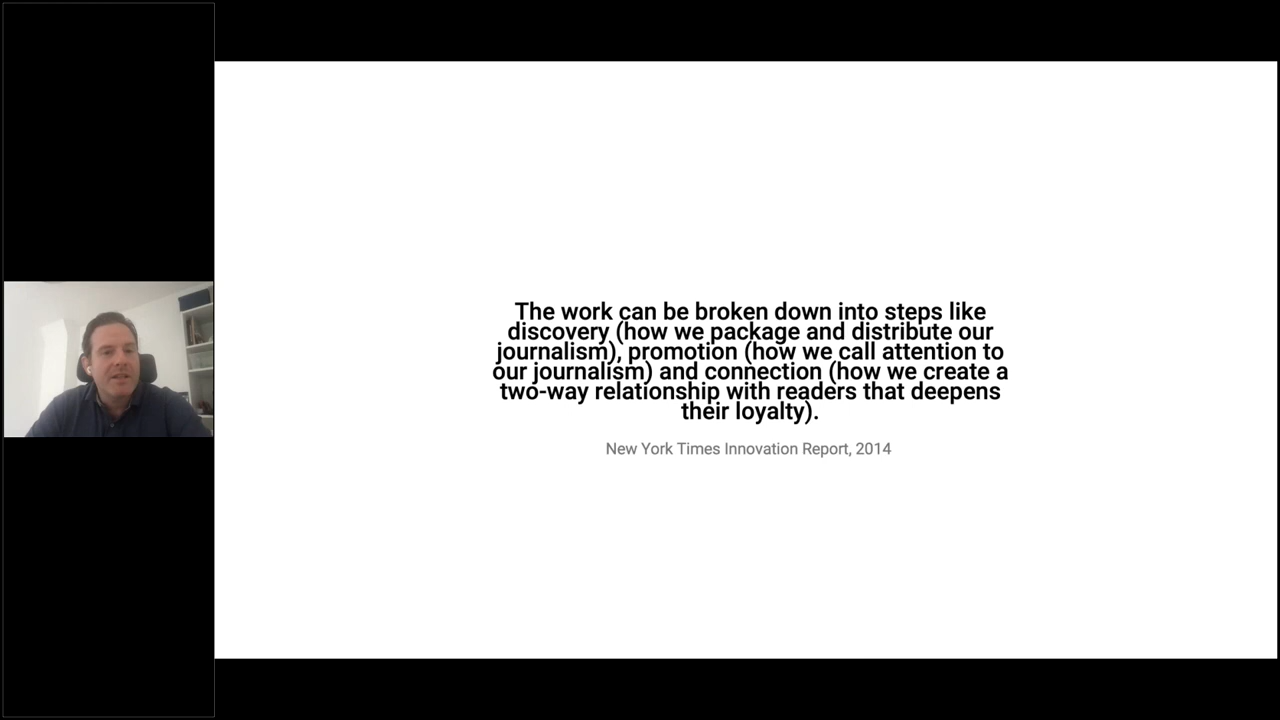 The work can be broken down into steps like
discovery (how we package and distribute our
journalism), promotion (how we call attention to
our journalism) and connection (how we create a
two-way relationship with readers that deepens
their loyalty).
New York Times Innovation Report, 2014